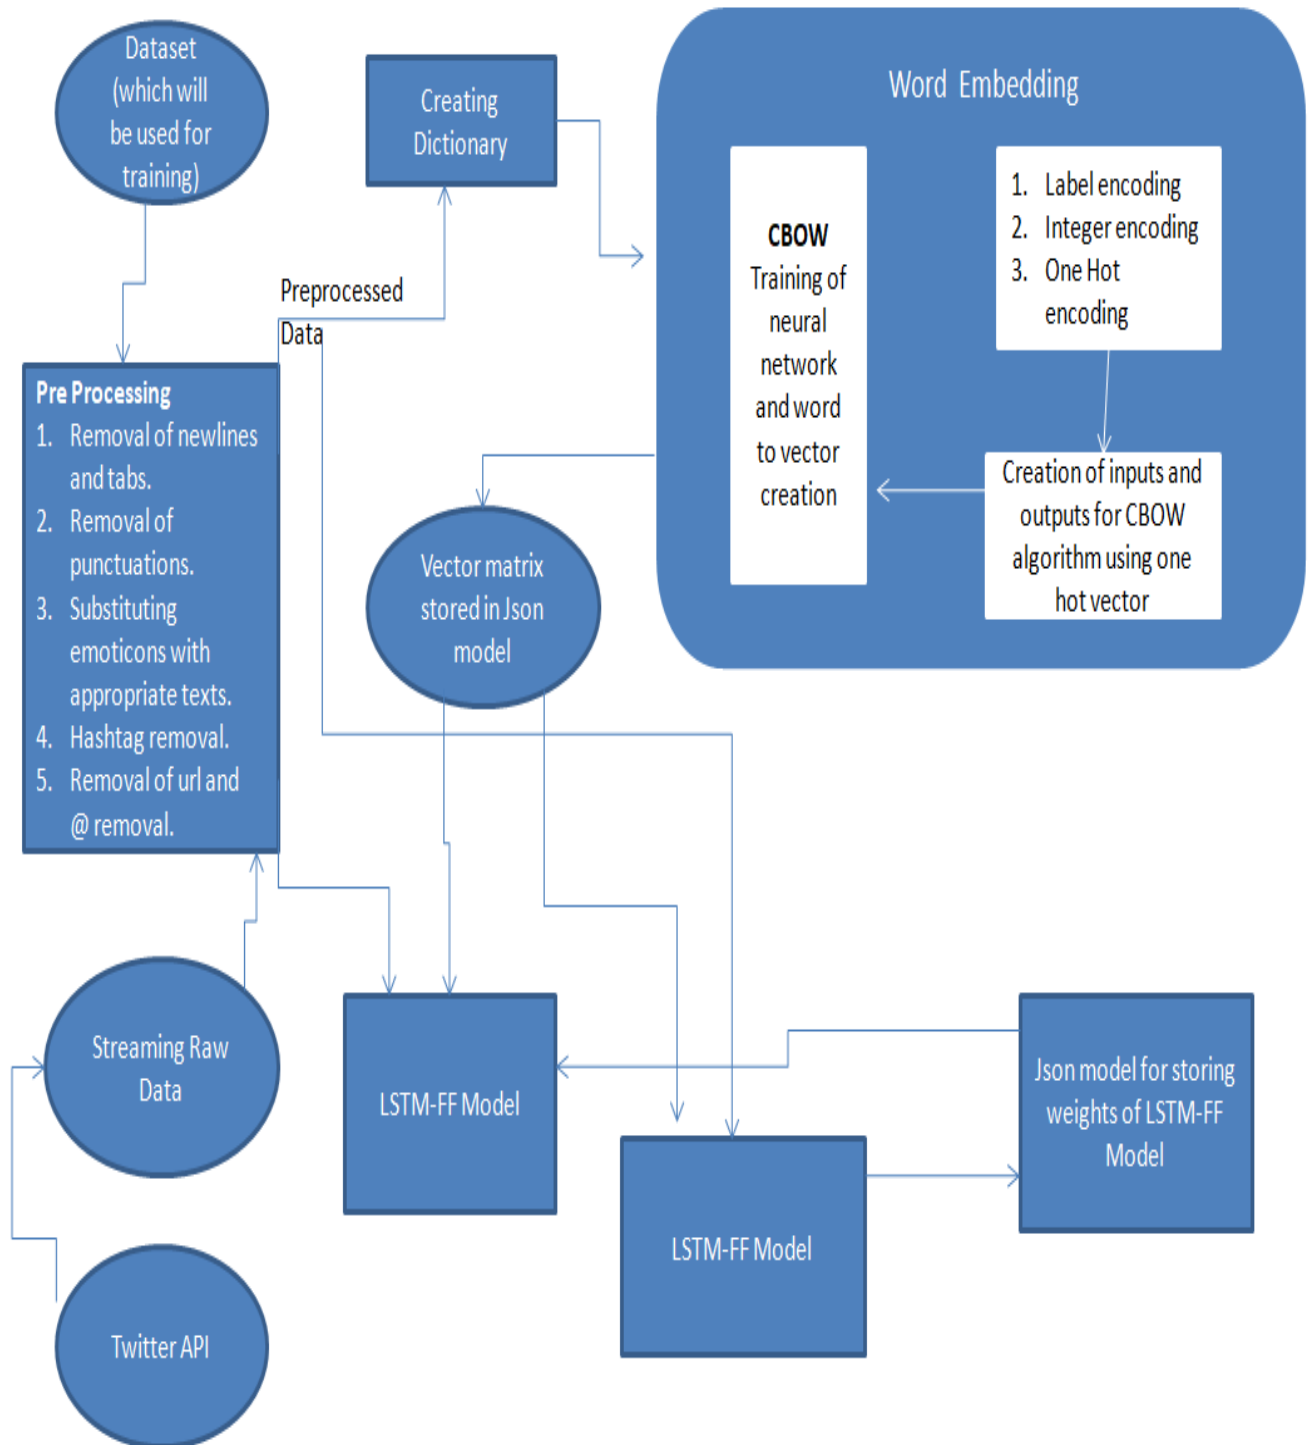 Dataset
(which will
be used for
training)
Creating
Dictionary
Word Embedding
CBOW
Training of
neural
network
and word
to vector
creation
1. Label encoding
2. Integer encoding
3. One Hot
encoding
Creation of inputs and
outputs for CBOW
algorithm using one
hot vector
Preprocessed
Data
Pre Processing
1. Removal of newlines
and tabs.
2. Removal of
punctuations.
3. Substituting
emoticons with
appropriate texts.
4. Hashtag removal.
5. Removal of url and
@ removal.
Vector matrix
stored in Json
model
Streaming Raw
Data
LSTM-FF Model
Json model for storing
weights of LSTM-FF
Model
LSTM-FF Model
Twitter API